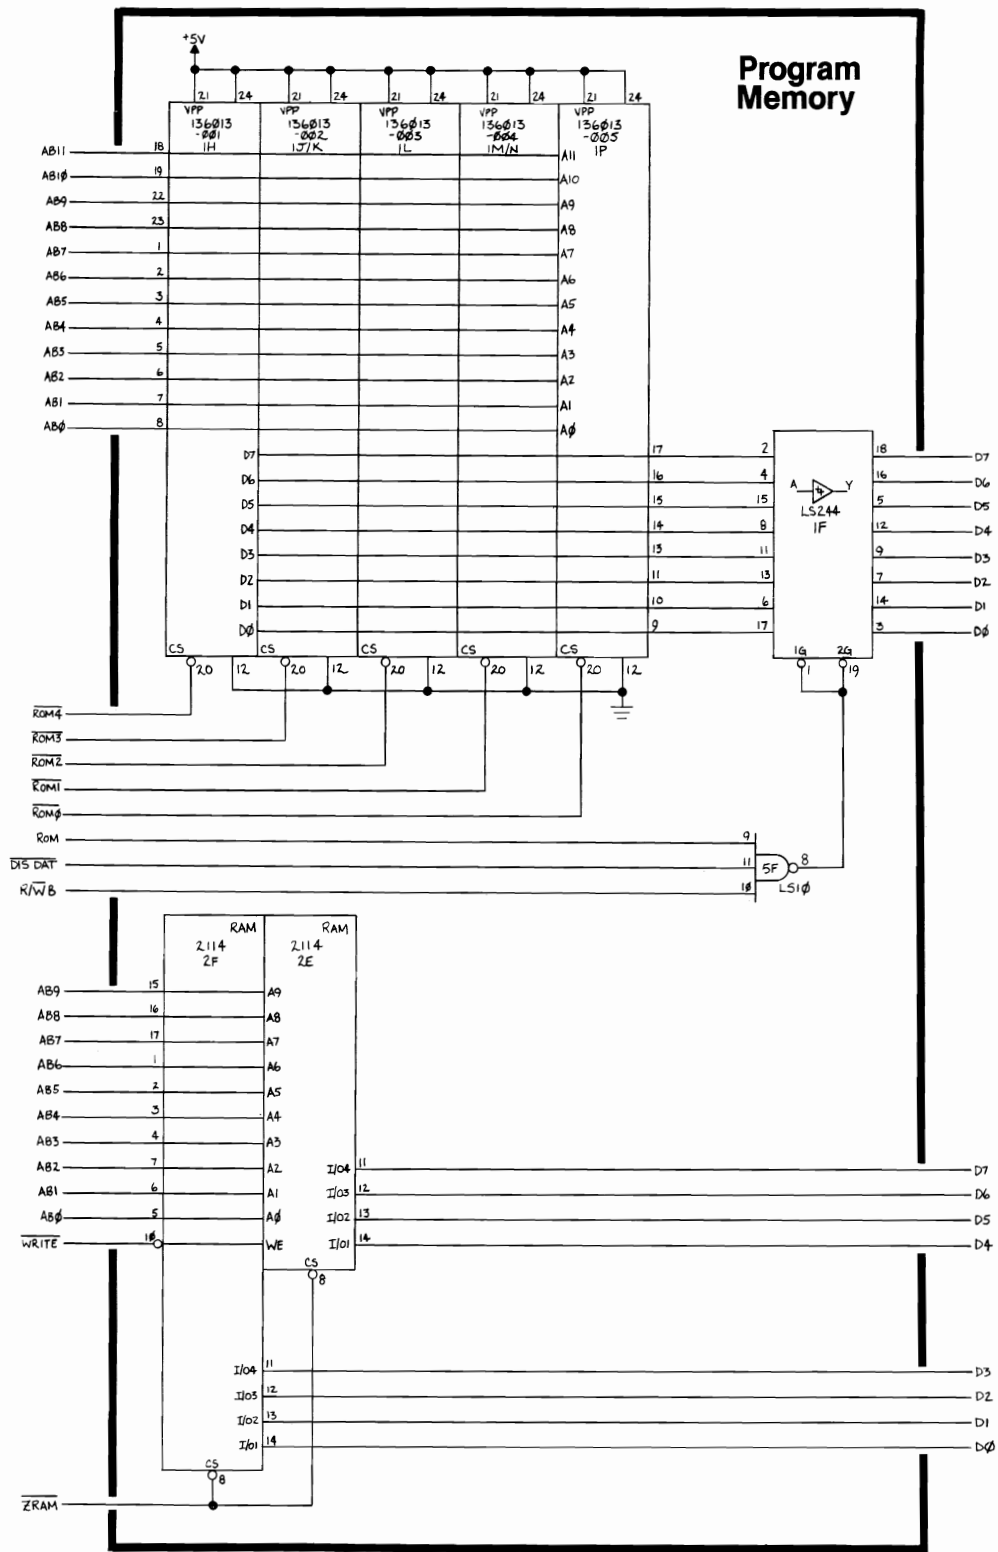 +5V
Program
Memory
21 24 21 24 21 24 21 24 21 24
VPP VPP VPP VPP VPP
136013 136013 136013 136013 136013
-001 -002 -003 -004 -005
1H 1J/K 1L 1M/N 1P
AB11 18 A11
AB10 19 A10
AB9 22 A9
AB8 23 A8
AB7 1 A7
AB6 2 A6
AB5 3 A5
AB4 4 A4
AB3 5 A3
AB2 6 A2
AB1 7 A1
ABØ 8 AØ
D7 17 2 18 D7
D6 16 4 16 D6
D5 15 15 5 D5
D4 14 8 12 D4
D3 13 11 9 D3
D2 11 13 7 D2
D1 10 6 14 D1
DØ 9 17 3 DØ
A Y
LS244
1F
CS CS CS CS CS 1G 2G
20 12 20 12 20 12 20 12 20 12 1 19
ROM4
ROM3
ROM2
ROM1
ROMØ
ROM 9
DIS DAT 11 5F 8
R/WB 10 LS10
RAM RAM
2114 2114
2F 2E
AB9 15 A9
AB8 16 A8
AB7 17 A7
AB6 1 A6
AB5 2 A5
AB4 3 A4
AB3 4 A3
AB2 7 A2 I/O4 11 D7
AB1 6 A1 I/O3 12 D6
ABØ 5 AØ I/O2 13 D5
WRITE 10 WE I/O1 14 D4
CS
8
I/O4 11 D3
I/O3 12 D2
I/O2 13 D1
I/O1 14 DØ
CS
8
ZRAM